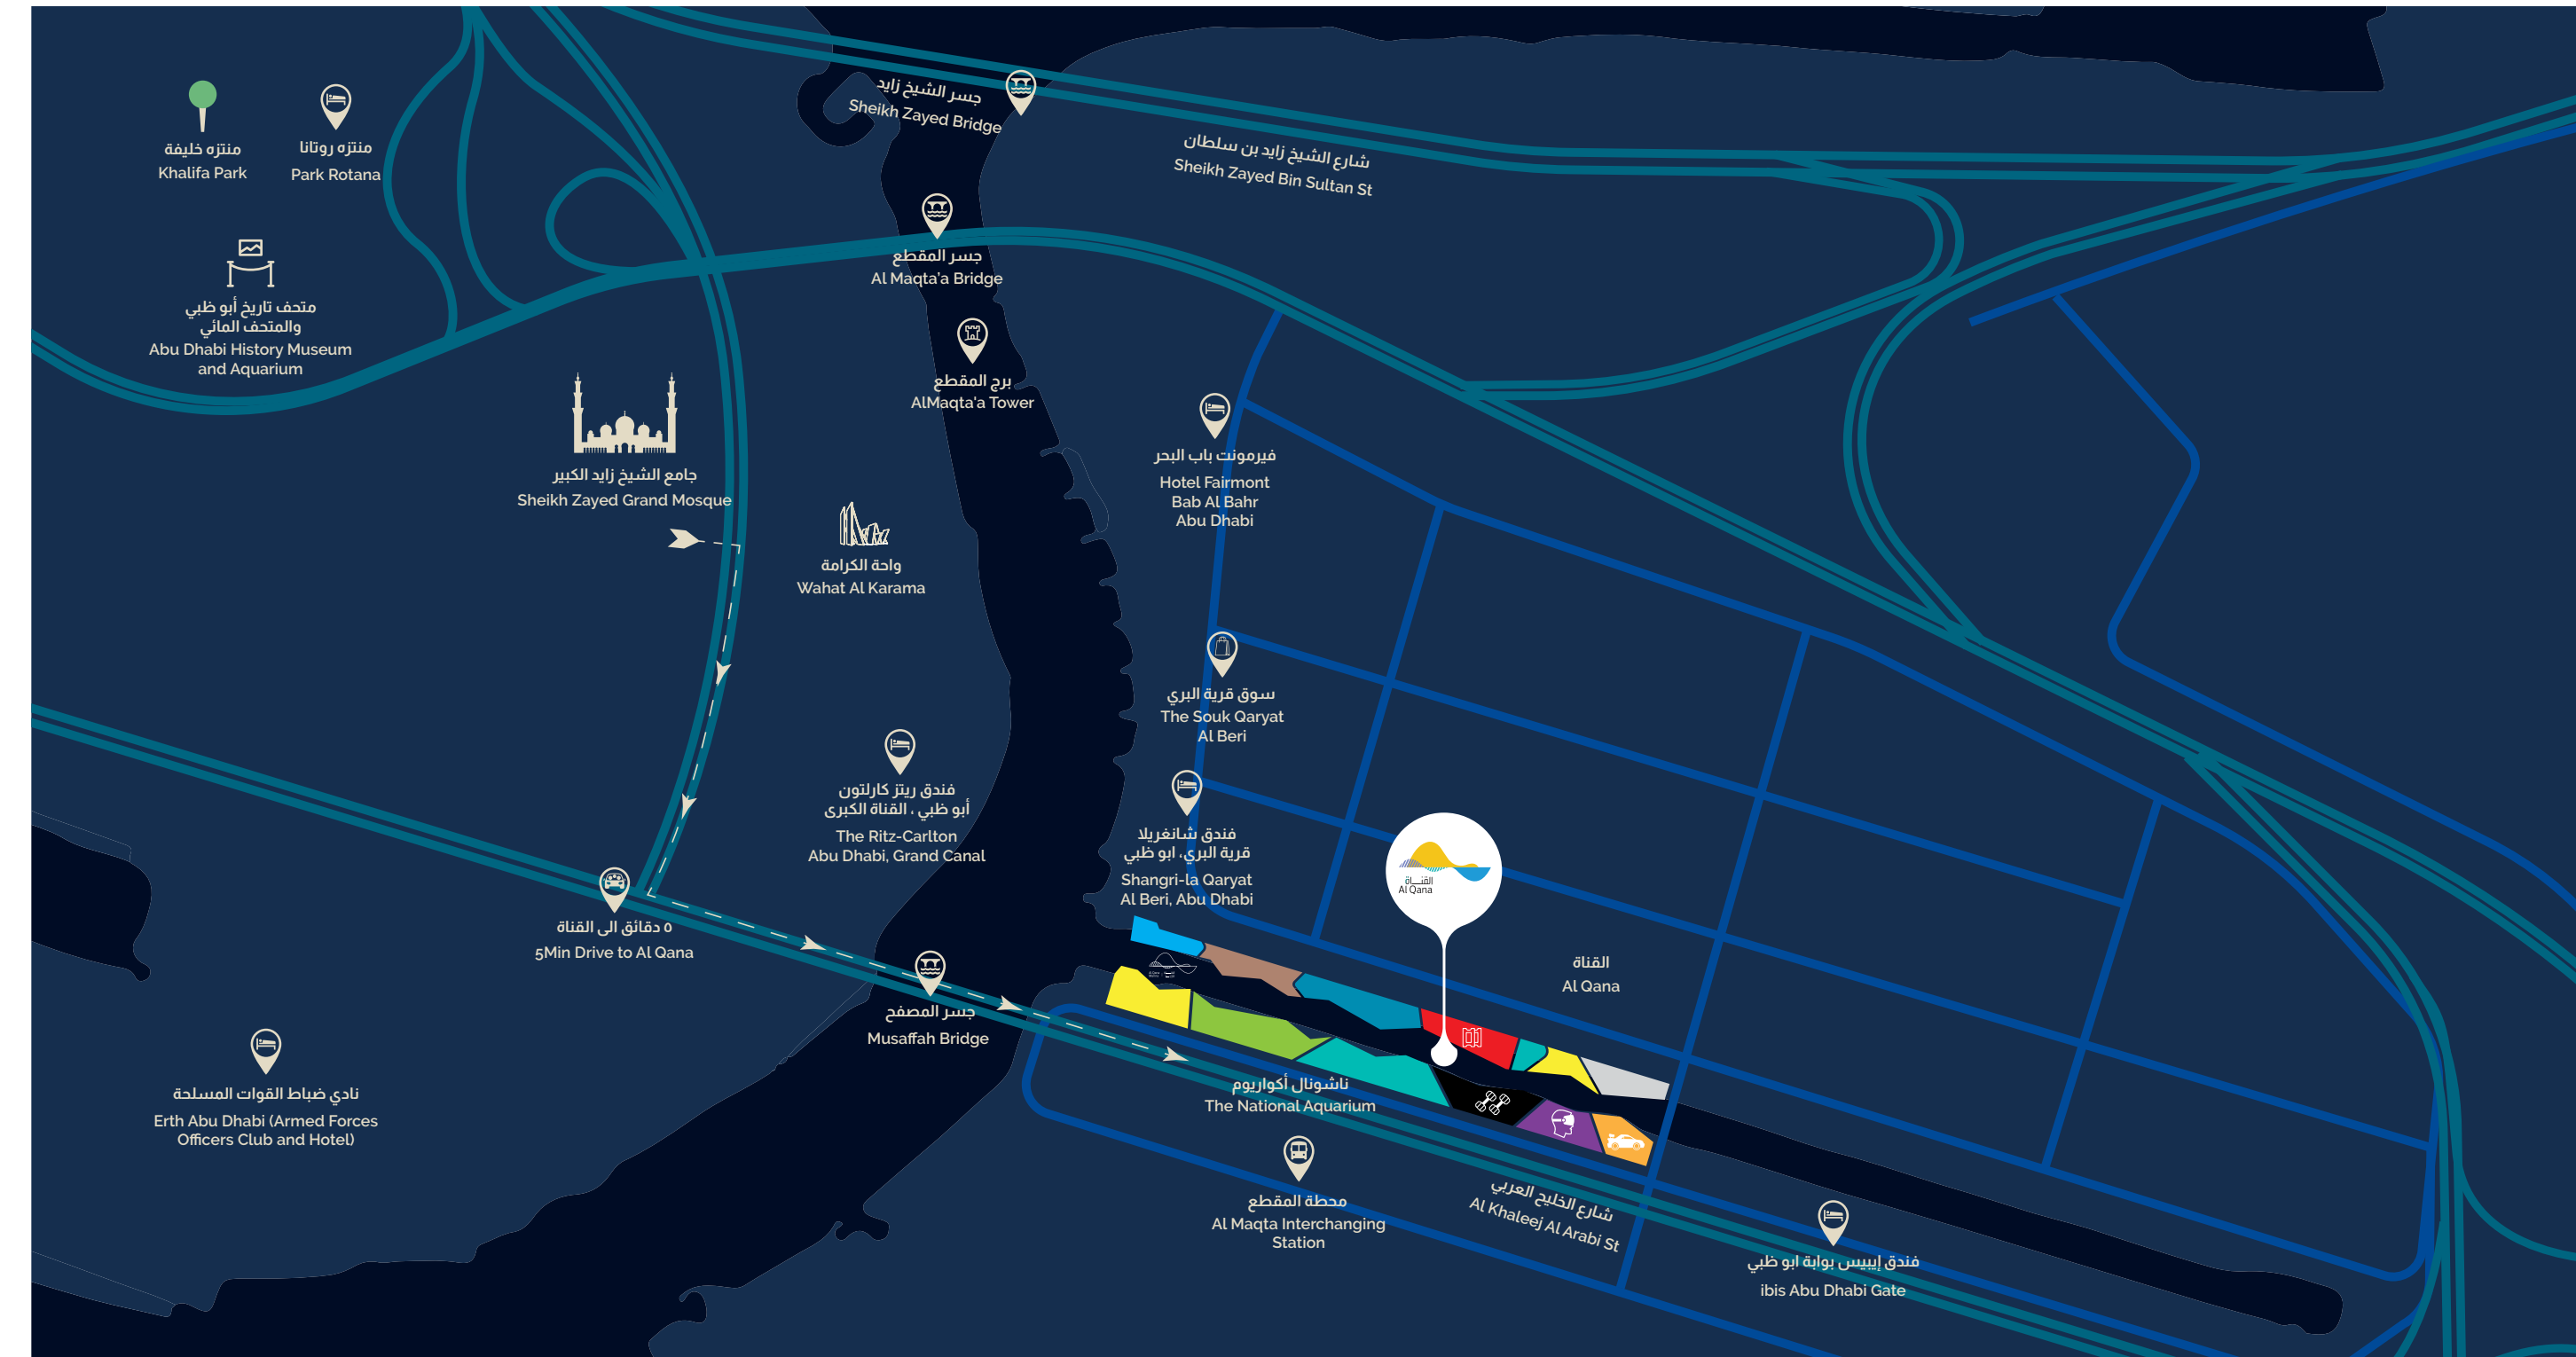 جسر الشيخ زايد
Sheikh Zayed Bridge
شارع الشيخ زايد بن سلطان
Sheikh Zayed Bin Sultan St
منتزه خليفة
Khalifa Park
منتزه روتانا
Park Rotana
جسر المقطع
Al Maqta'a Bridge
متحف تاريخ أبو ظبي
والمتحف المائي
Abu Dhabi History Museum
and Aquarium
برج المقطع
AlMaqta'a Tower
جامع الشيخ زايد الكبير
Sheikh Zayed Grand Mosque
فيرمونت باب البحر
Hotel Fairmont
Bab Al Bahr
Abu Dhabi
واحة الكرامة
Wahat Al Karama
سوق قرية البري
The Souk Qaryat
Al Beri
فندق ريتز كارلتون
أبو ظبي ، القناة الكبرى
The Ritz-Carlton
Abu Dhabi, Grand Canal
فندق شانغريلا
قرية البري، ابو ظبي
Shangri-la Qaryat
Al Beri, Abu Dhabi
القنـــاة
Al Qana
٥ دقائق الى القناة
5Min Drive to Al Qana
القناة
Al Qana
جسر المصفح
Musaffah Bridge
ناشونال أكواريوم
The National Aquarium
نادي ضباط القوات المسلحة
Erth Abu Dhabi (Armed Forces
Officers Club and Hotel)
محطة المقطع
Al Maqta Interchanging
Station
شارع الخليج العربي
Al Khaleej Al Arabi St
فندق إيبيس بوابة ابو ظبي
ibis Abu Dhabi Gate